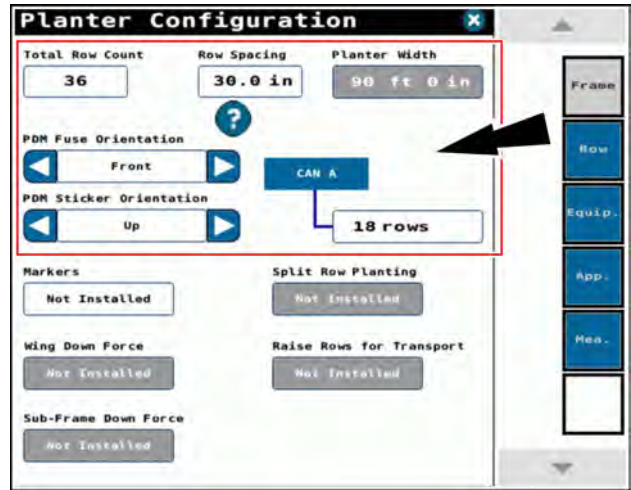 Planter Configuration
Total Row Count
Row Spacing
Planter Width
36
30.0 in
90 ft 0 in
Frame
?
PDM Fuse Orientation
Front
Row
CAN A
PDM Sticker Orientation
Up
18 rows
Equip.
Markers
Split Row Planting
Not Installed
Not Installed
App.
Wing Down Force
Raise Rows for Transport
Not Installed
Not Installed
Mea.
Sub-Frame Down Force
Not Installed